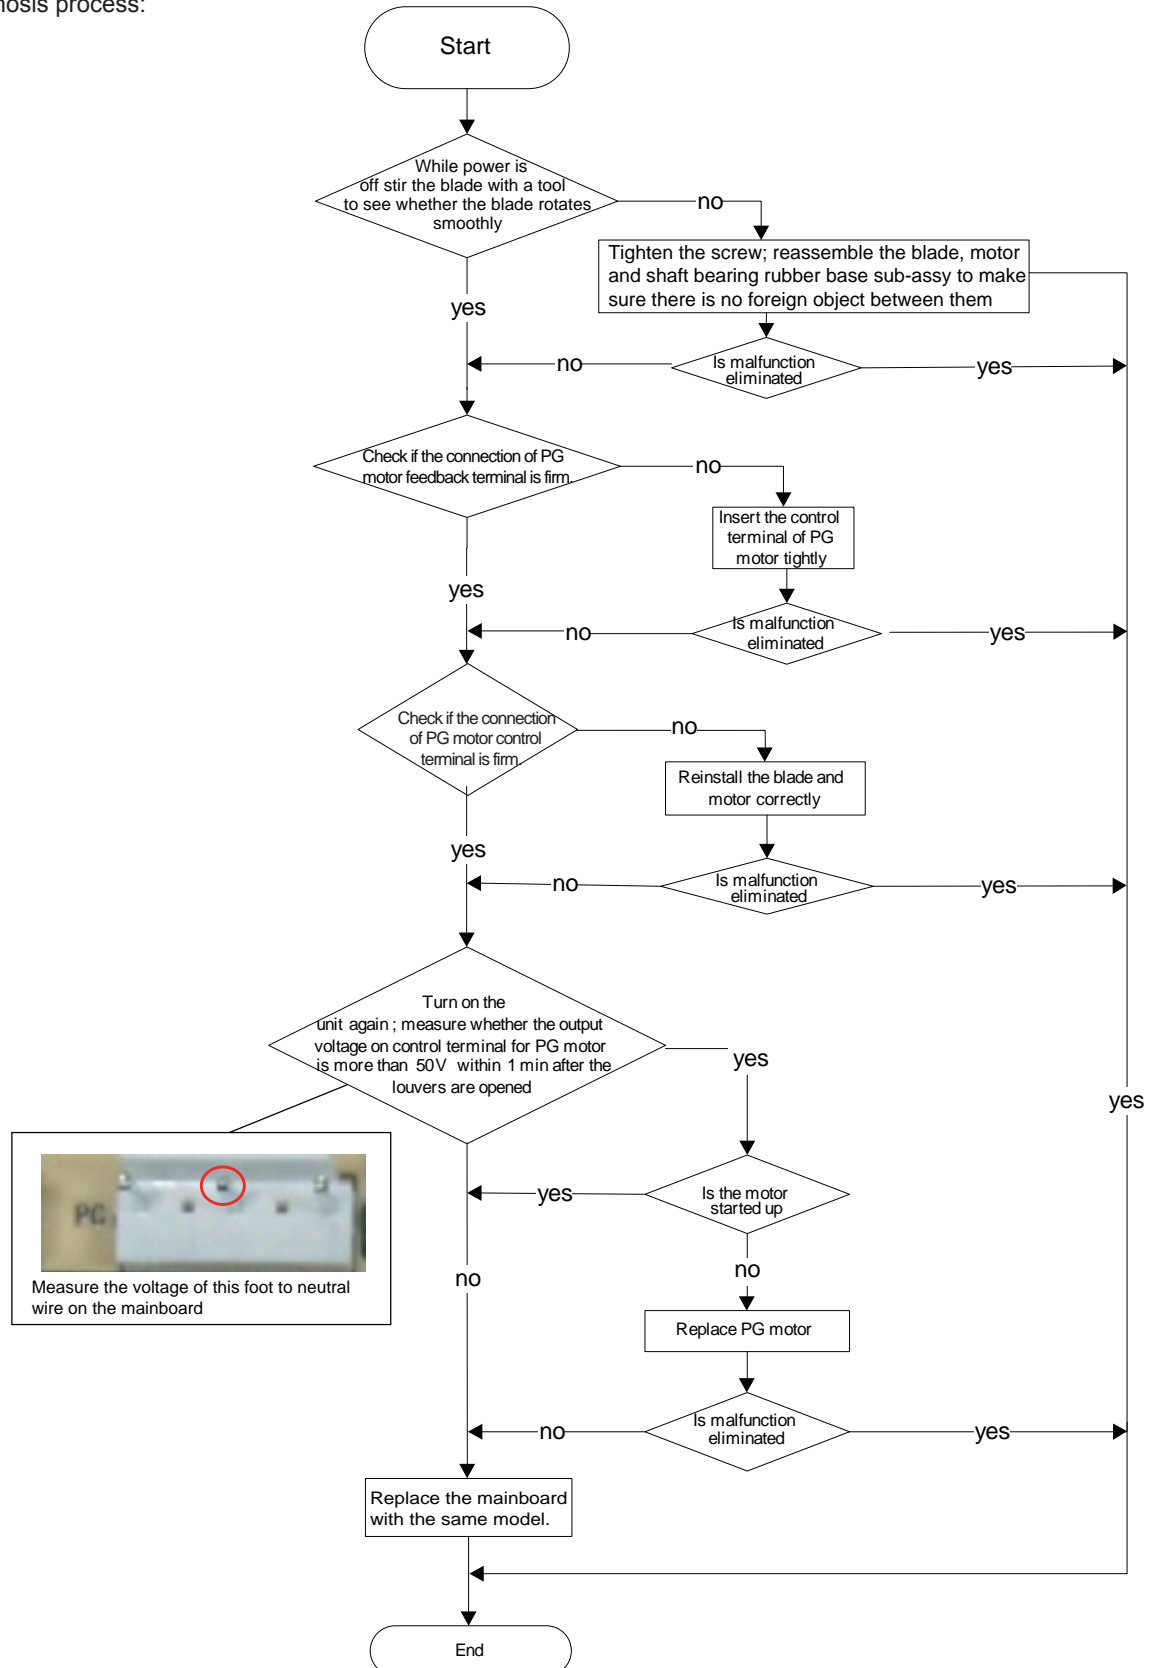 nosis process:
Start
While power is
off stir the blade with a tool
to see whether the blade rotates
smoothly
no
Tighten the screw; reassemble the blade, motor
and shaft bearing rubber base sub-assy to make
sure there is no foreign object between them
yes
no
Is malfunction
eliminated
yes
Check if the connection of PG
motor feedback terminal is firm.
no
Insert the control
terminal of PG
motor tightly
yes
no
Is malfunction
eliminated
yes
Check if the connection
of PG motor control
terminal is firm.
no
Reinstall the blade and
motor correctly
yes
no
Is malfunction
eliminated
yes
Turn on the
unit again ; measure whether the output
voltage on control terminal for PG motor
is more than 50V within 1 min after the
louvers are opened
yes
yes
PG
Measure the voltage of this foot to neutral
wire on the mainboard
yes
Is the motor
started up
no
no
Replace PG motor
no
Is malfunction
eliminated
yes
Replace the mainboard
with the same model.
End